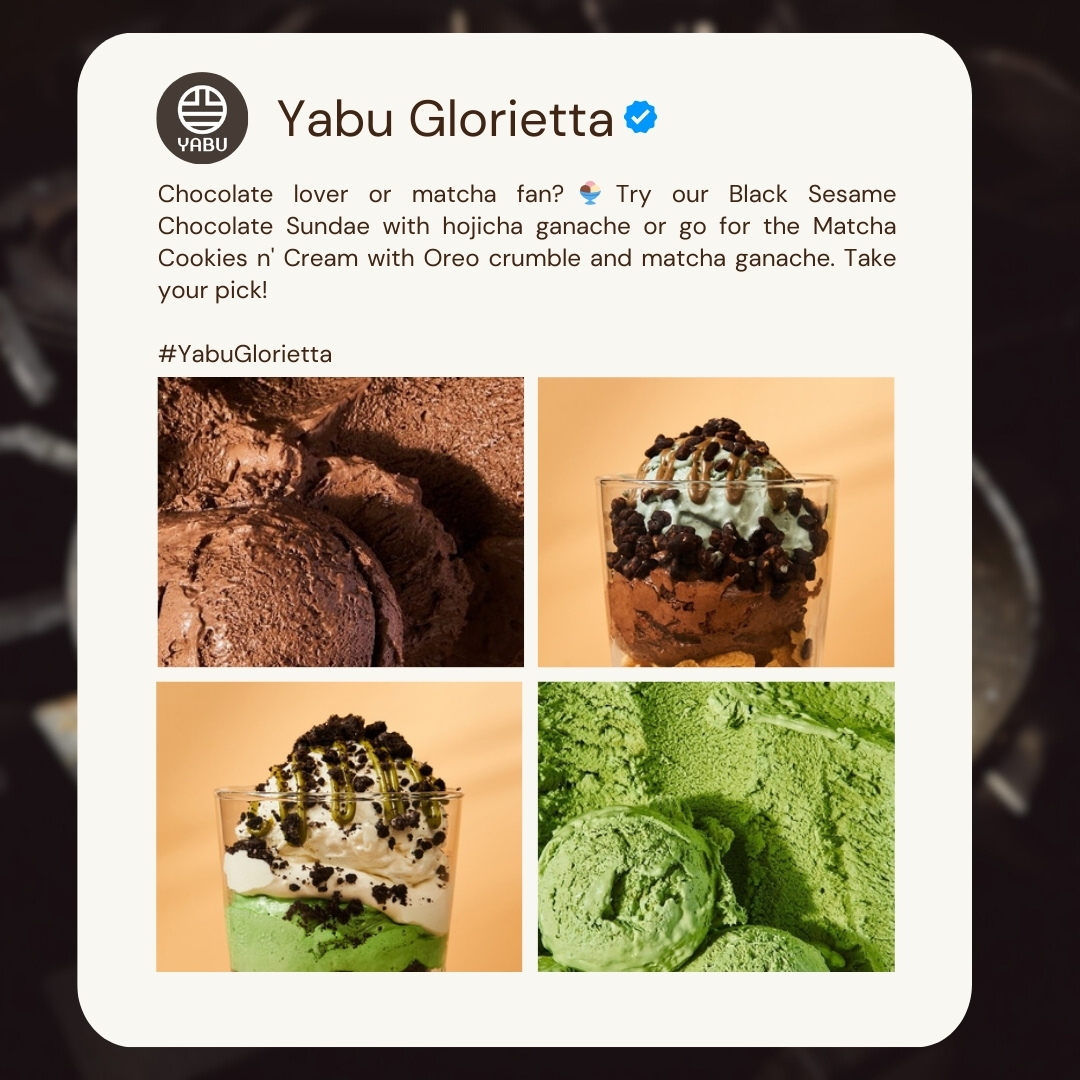 YABU
Yabu Glorietta
Chocolate lover or matcha fan? 🍨 Try our Black Sesame
Chocolate Sundae with hojicha ganache or go for the Matcha
Cookies n' Cream with Oreo crumble and matcha ganache. Take
your pick!
#YabuGlorietta